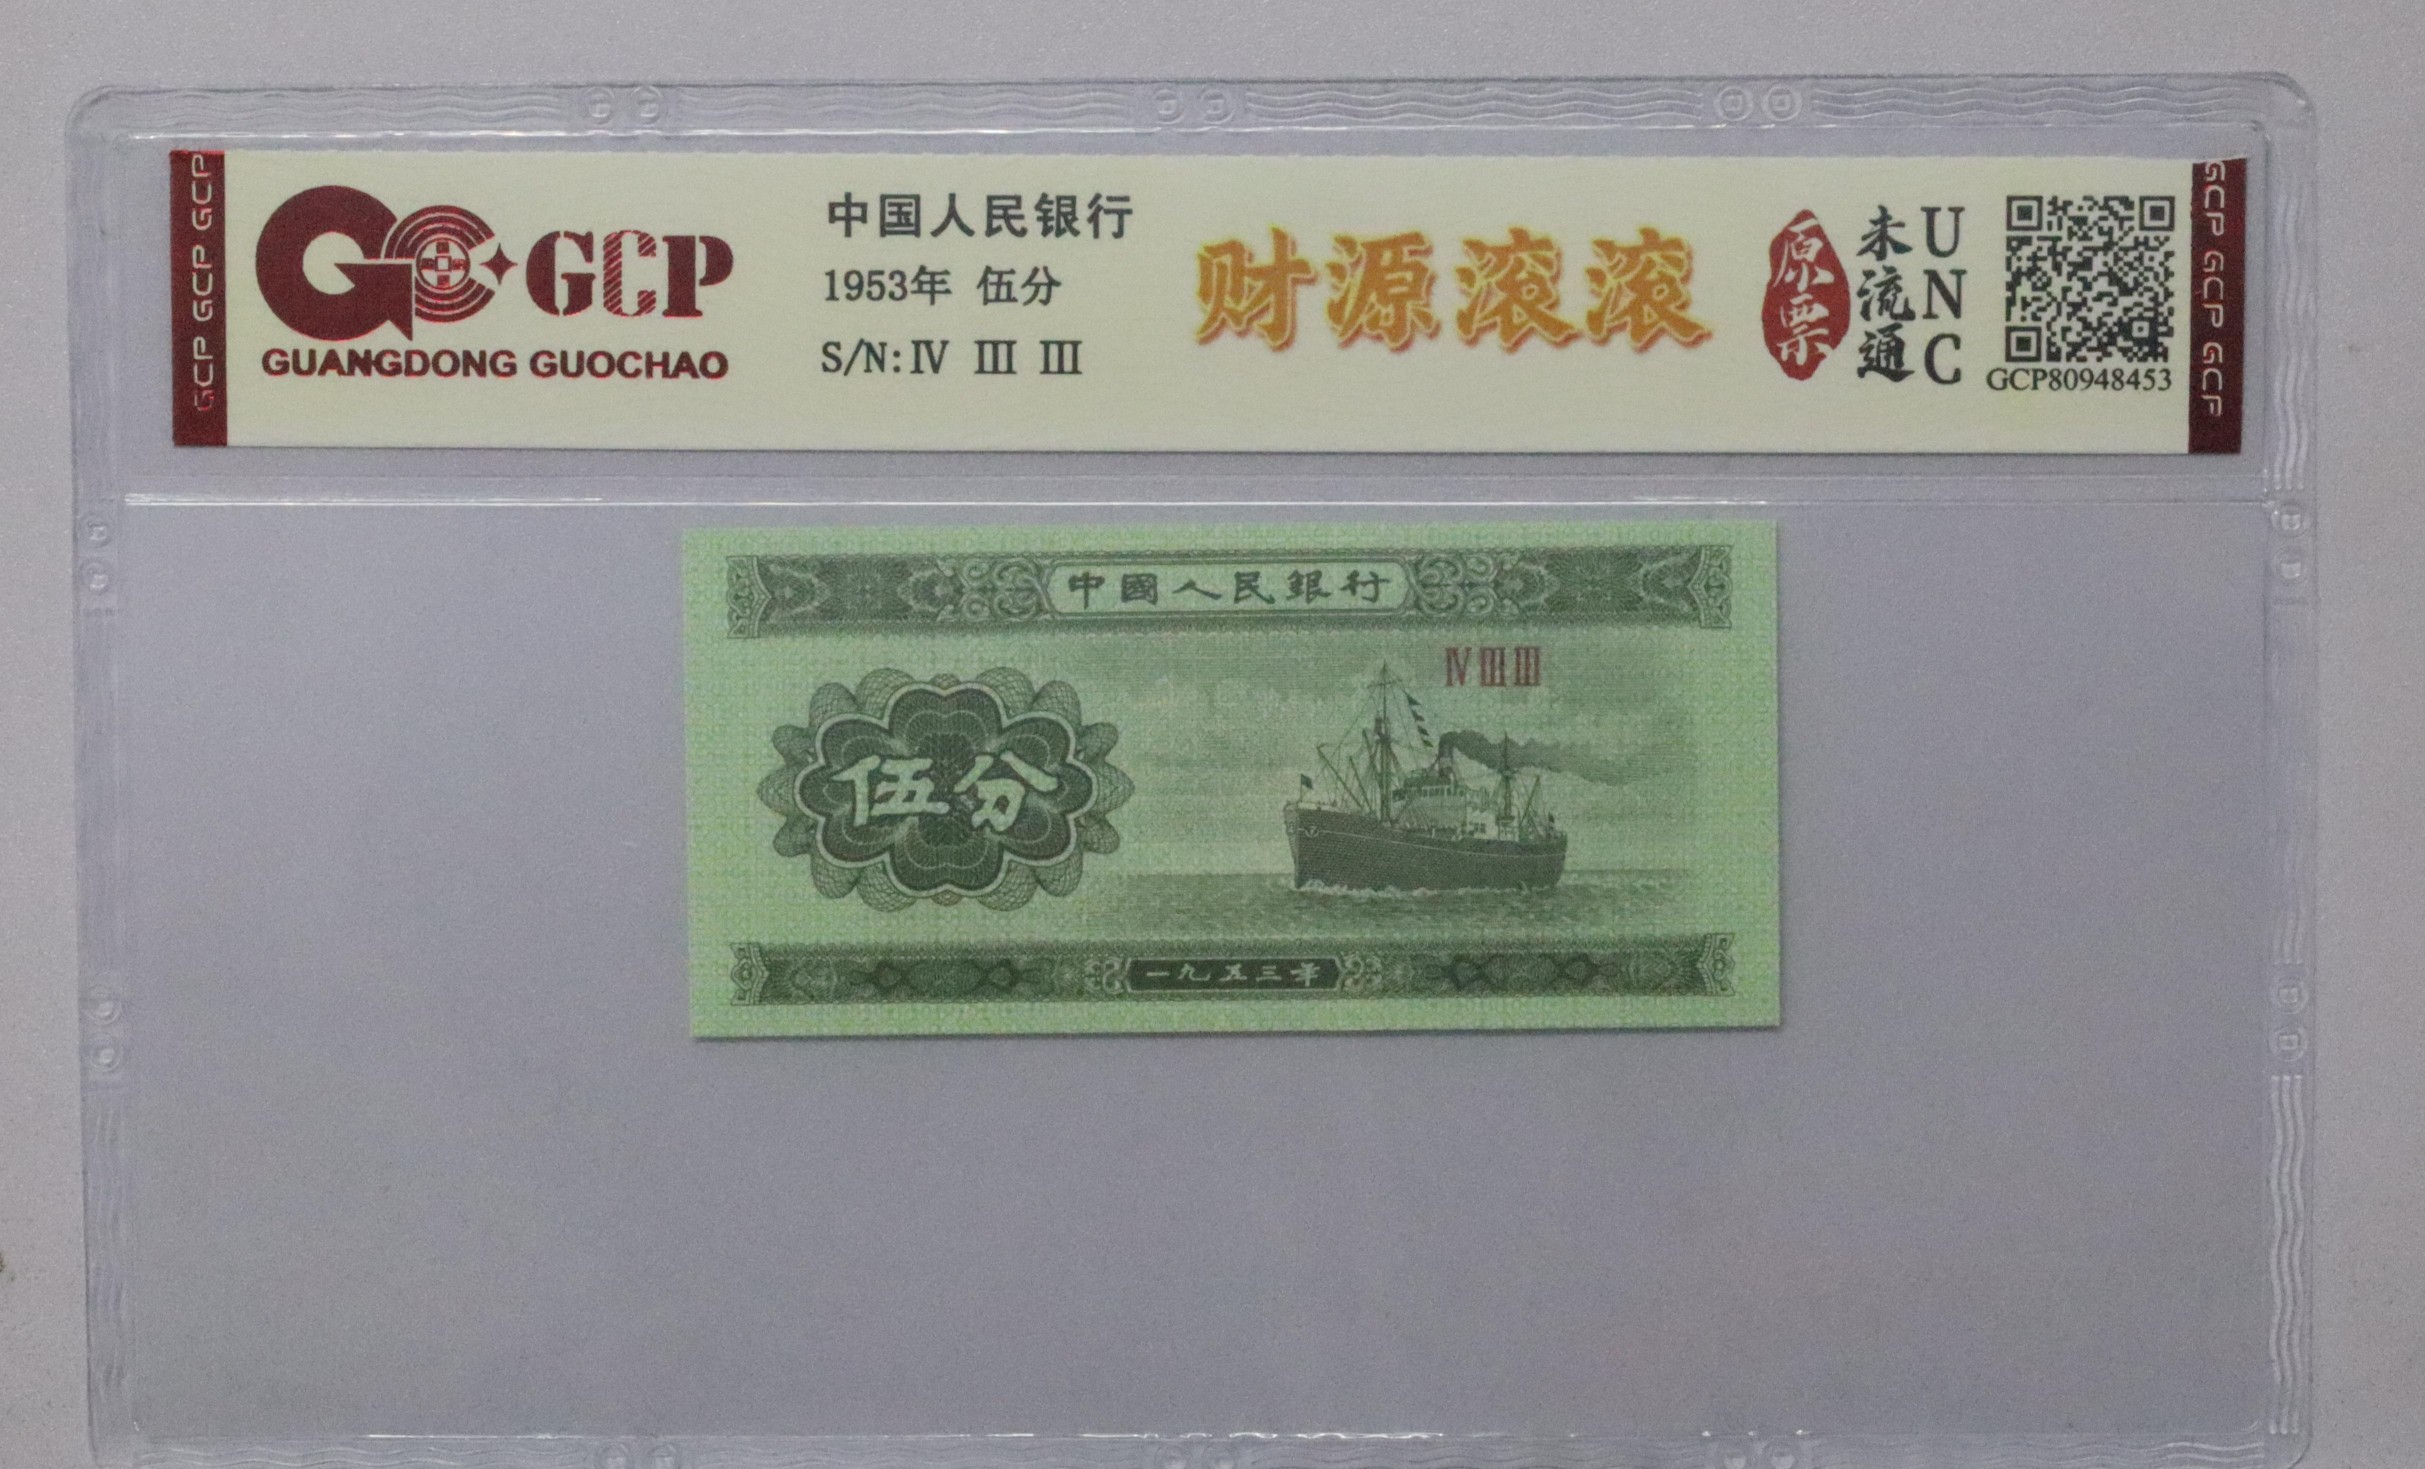 GCP GCP GCP
GCP
GUANGDONG GUOCHAO
中国人民银行
1953年 伍分
S/N: Ⅳ Ⅲ Ⅲ
财源滚滚
原票
未流通
UNC
GCP80948453
GCP GCP GCP
中國人民銀行
Ⅳ Ⅲ Ⅲ
伍分
一九五三年